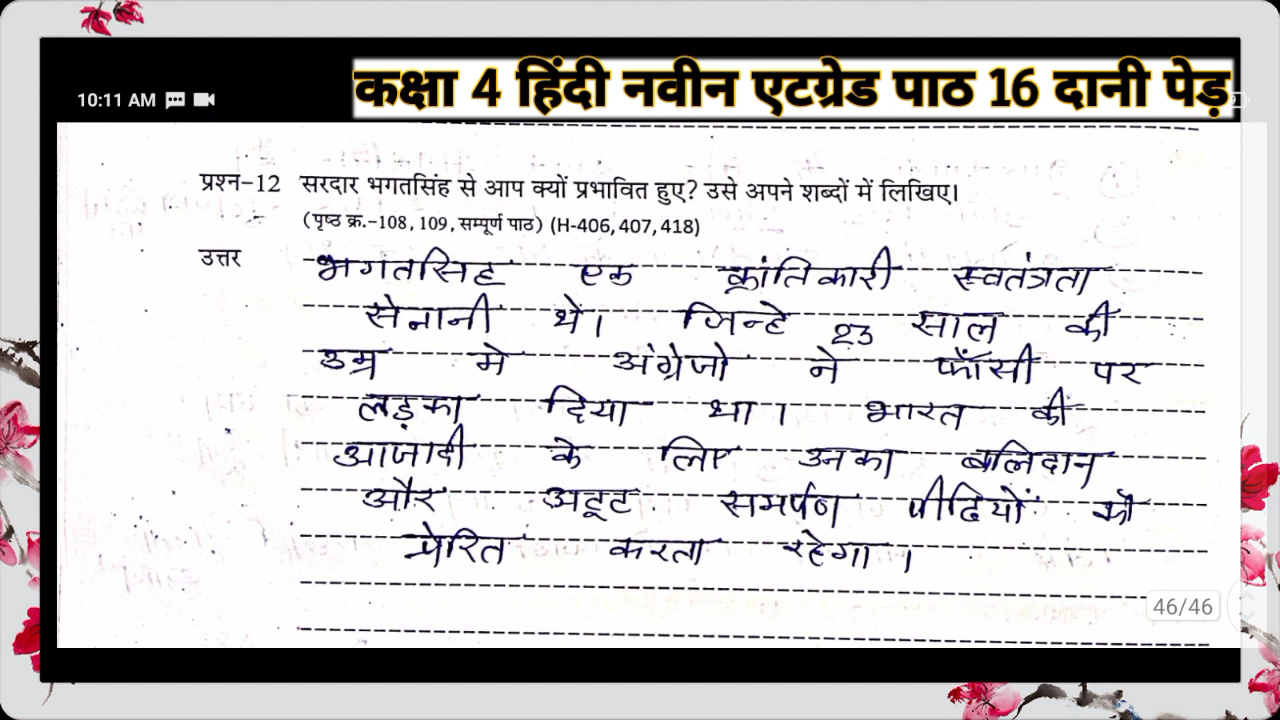 10:11 AM
कक्षा 4 हिंदी नवीन एटग्रेड पाठ 16 दानी पेड़
प्रश्न-12 सरदार भगतसिंह से आप क्यों प्रभावित हुए? उसे अपने शब्दों में लिखिए।
(पृष्ठ क्र.-108, 109, सम्पूर्ण पाठ) (H-406, 407, 418)
उत्तर भगतसिंह एक क्रांतिकारी स्वतंत्रता
सेनानी थे। जिन्हे 23 साल की
उम्र मे अंग्रेजो ने फाँसी पर
लड़का दिया था। भारत की
आजादी के लिए उनका बलिदान
और अटूट समर्पण पीढियों को
प्रेरित करता रहेगा।
46/46